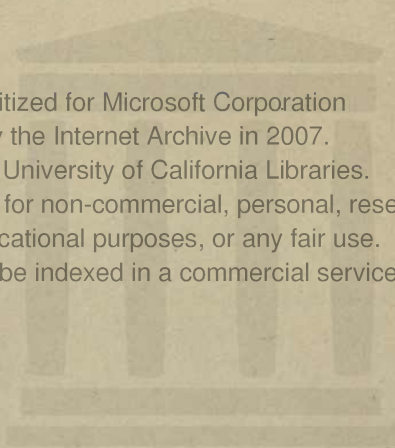 itized for Microsoft Corporation
y the Internet Archive in 2007.
University of California Libraries.
for non-commercial, personal, rese
cational purposes, or any fair use.
be indexed in a commercial service